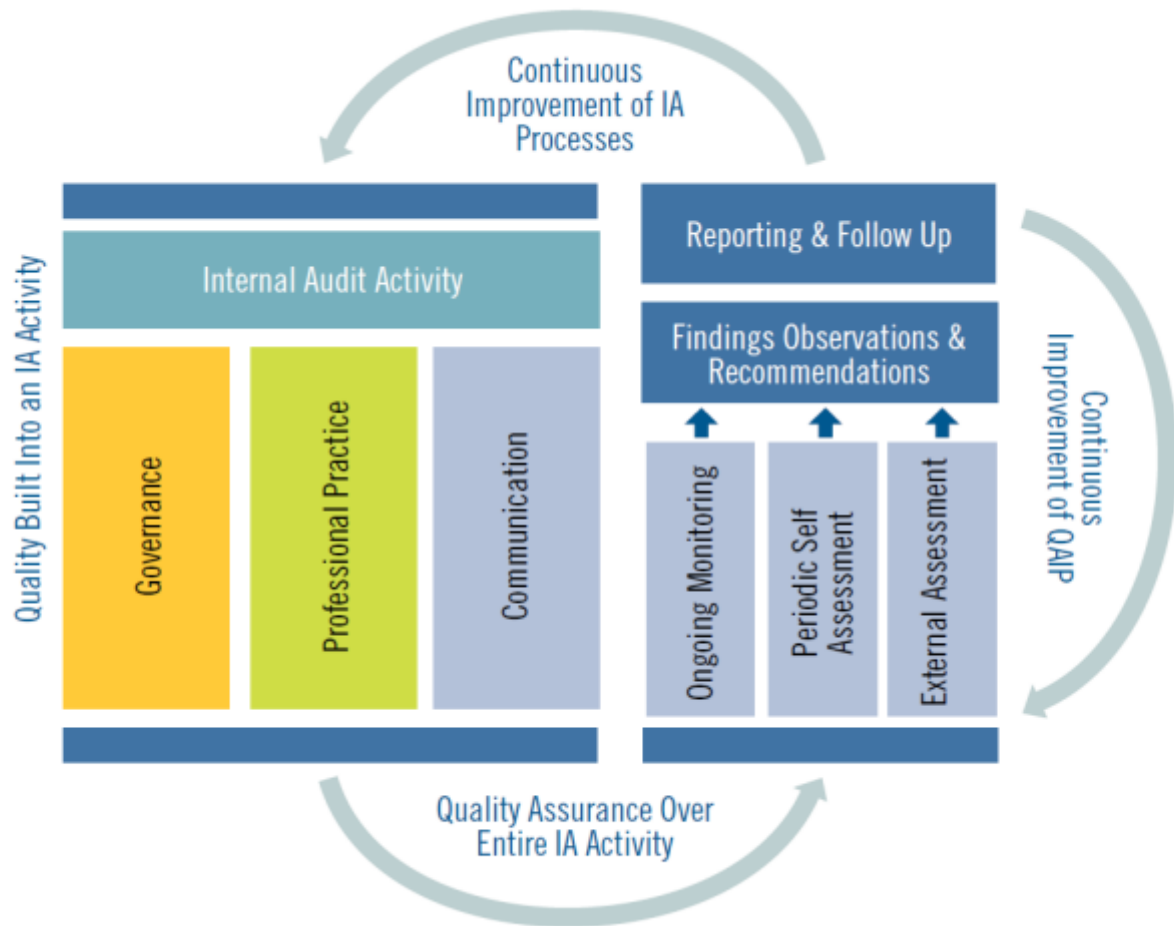 Continuous
Improvement of IA
Processes
Quality Built Into an IA Activity
Internal Audit Activity
Governance
Professional Practice
Communication
Reporting & Follow Up
Findings Observations &
Recommendations
Ongoing Monitoring
Periodic Self
Assessment
External Assessment
Continuous
Improvement of QAIP
Quality Assurance Over
Entire IA Activity